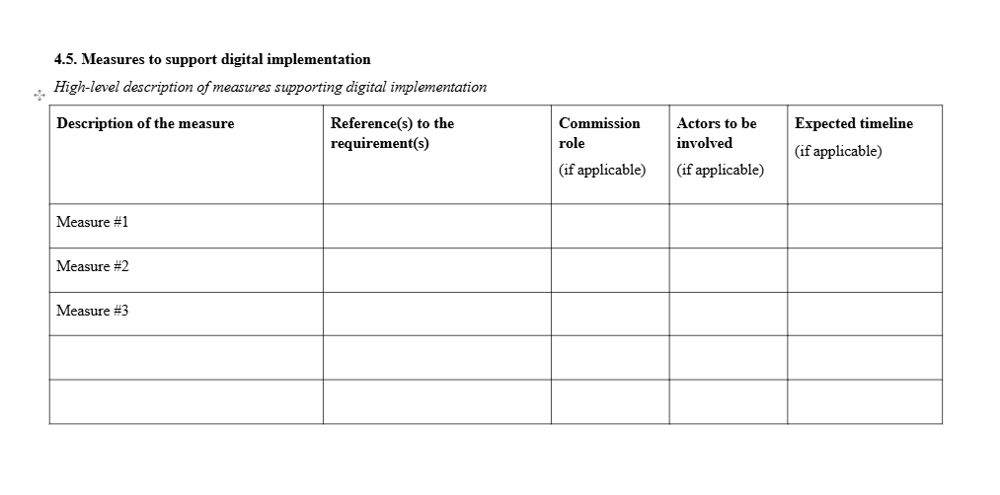 4.5. Measures to support digital implementation
High-level description of measures supporting digital implementation
Description of the measure
Reference(s) to the
requirement(s)
Commission
role
(if applicable)
Actors to be
involved
(if applicable)
Expected timeline
(if applicable)
Measure #1
Measure #2
Measure #3